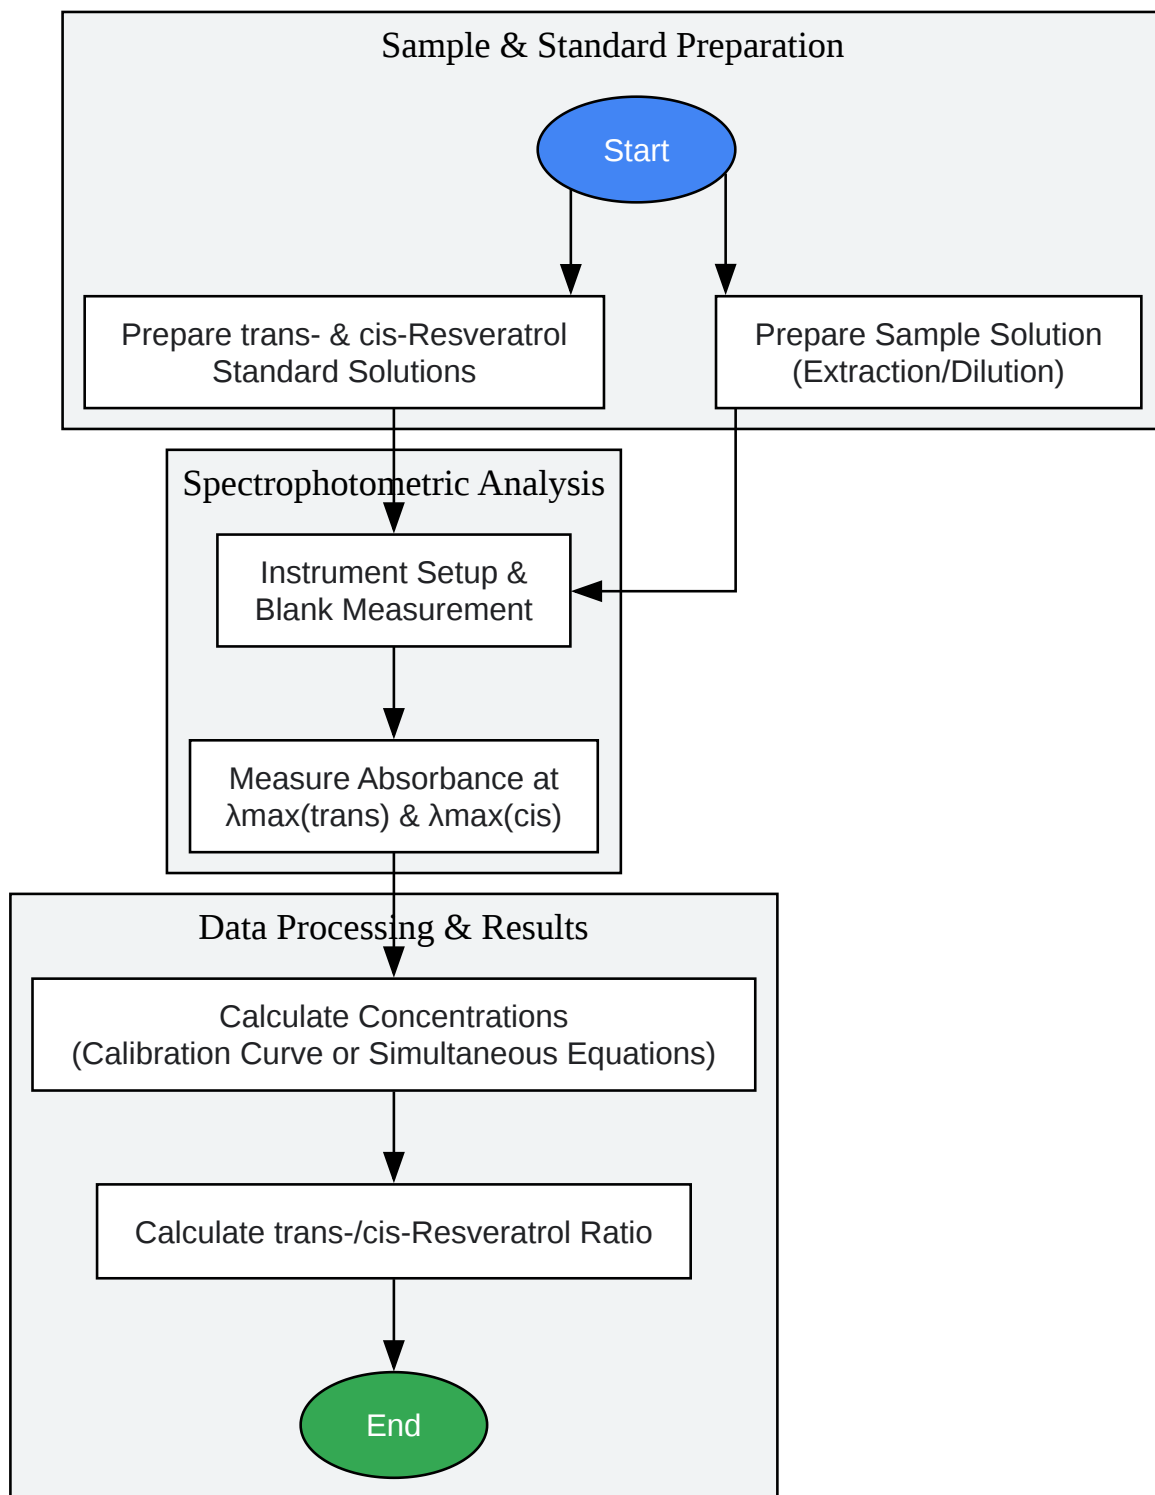 Sample & Standard Preparation
Start
Prepare trans- & cis-Resveratrol
Standard Solutions
Prepare Sample Solution
(Extraction/Dilution)
Spectrophotometric Analysis
Instrument Setup &
Blank Measurement
Measure Absorbance at
λmax(trans) & λmax(cis)
Data Processing & Results
Calculate Concentrations
(Calibration Curve or Simultaneous Equations)
Calculate trans-/cis-Resveratrol Ratio
End